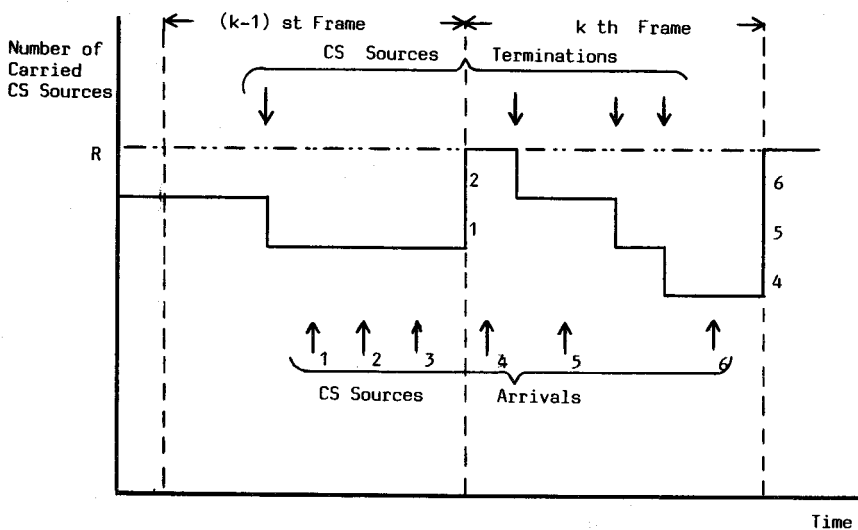 (k-1) st Frame
k th Frame
Number of
Carried
CS Sources
CS Sources Terminations
R
2
1
6
5
4
1 2 3 4 5 6
CS Sources Arrivals
Time